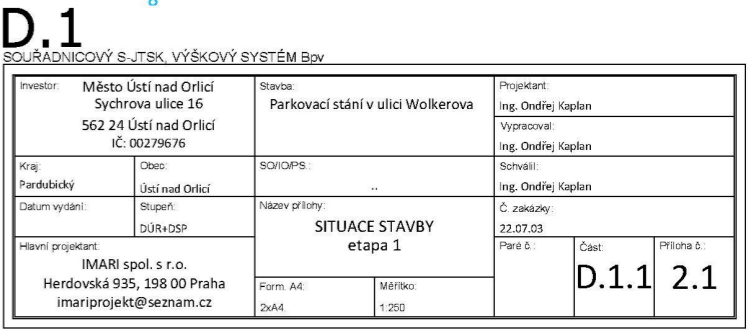 D.1
SOUŘADNICOVÝ S-JTSK, VÝŠKOVÝ SYSTÉM Bpv
Investor:
Město Ústí nad Orlicí
Sychrova ulice 16
562 24 Ústí nad Orlicí
IČ: 00279676
Stavba:
Parkovací stání v ulici Wolkerova
Projektant:
Ing. Ondřej Kaplan
Vypracoval:
Ing. Ondřej Kaplan
Kraj:
Pardubický
Obec:
Ústí nad Orlicí
SO/IO/PS.:
..
Schválil:
Ing. Ondřej Kaplan
Datum vydání:
Stupeň:
DÚR+DSP
Název přílohy:
SITUACE STAVBY
etapa 1
Č. zakázky:
22.07.03
Hlavní projektant:
IMARI spol. s r.o.
Herdovská 935, 198 00 Praha
imariprojekt@seznam.cz
Form. A4:
2xA4
Měřítko:
1:250
Paré č.:
Část:
D.1.1
Příloha č.:
2.1